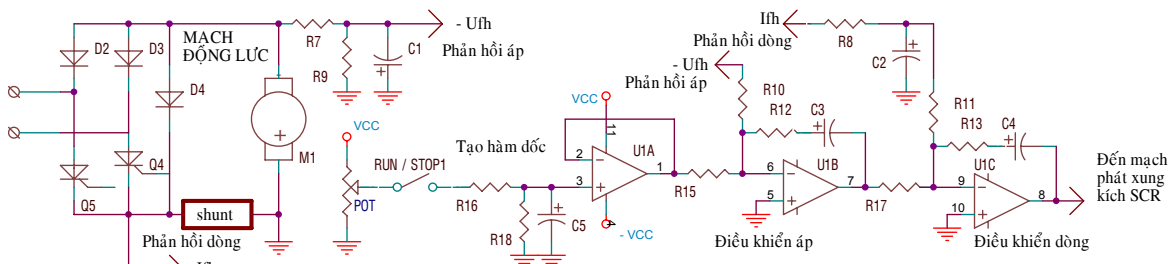 D2
D3
MẠCH
ĐỘNG LỰC
D4
Q4
Q5
M1
shunt
Phản hồi dòng
R7
R9
C1
- Ufh
Phản hồi áp
VCC
POT
RUN / STOP1
Tạo hàm dốc
R16
R18
C5
VCC
11
2
3
1
4
U1A
- VCC
R15
- Ufh
Phản hồi áp
R10
R12
C3
6
5
7
U1B
Điều khiển áp
R17
Ifh
Phản hồi dòng
R8
C2
R11
R13
C4
9
10
8
U1C
Điều khiển dòng
Đến mạch
phát xung
kích SCR